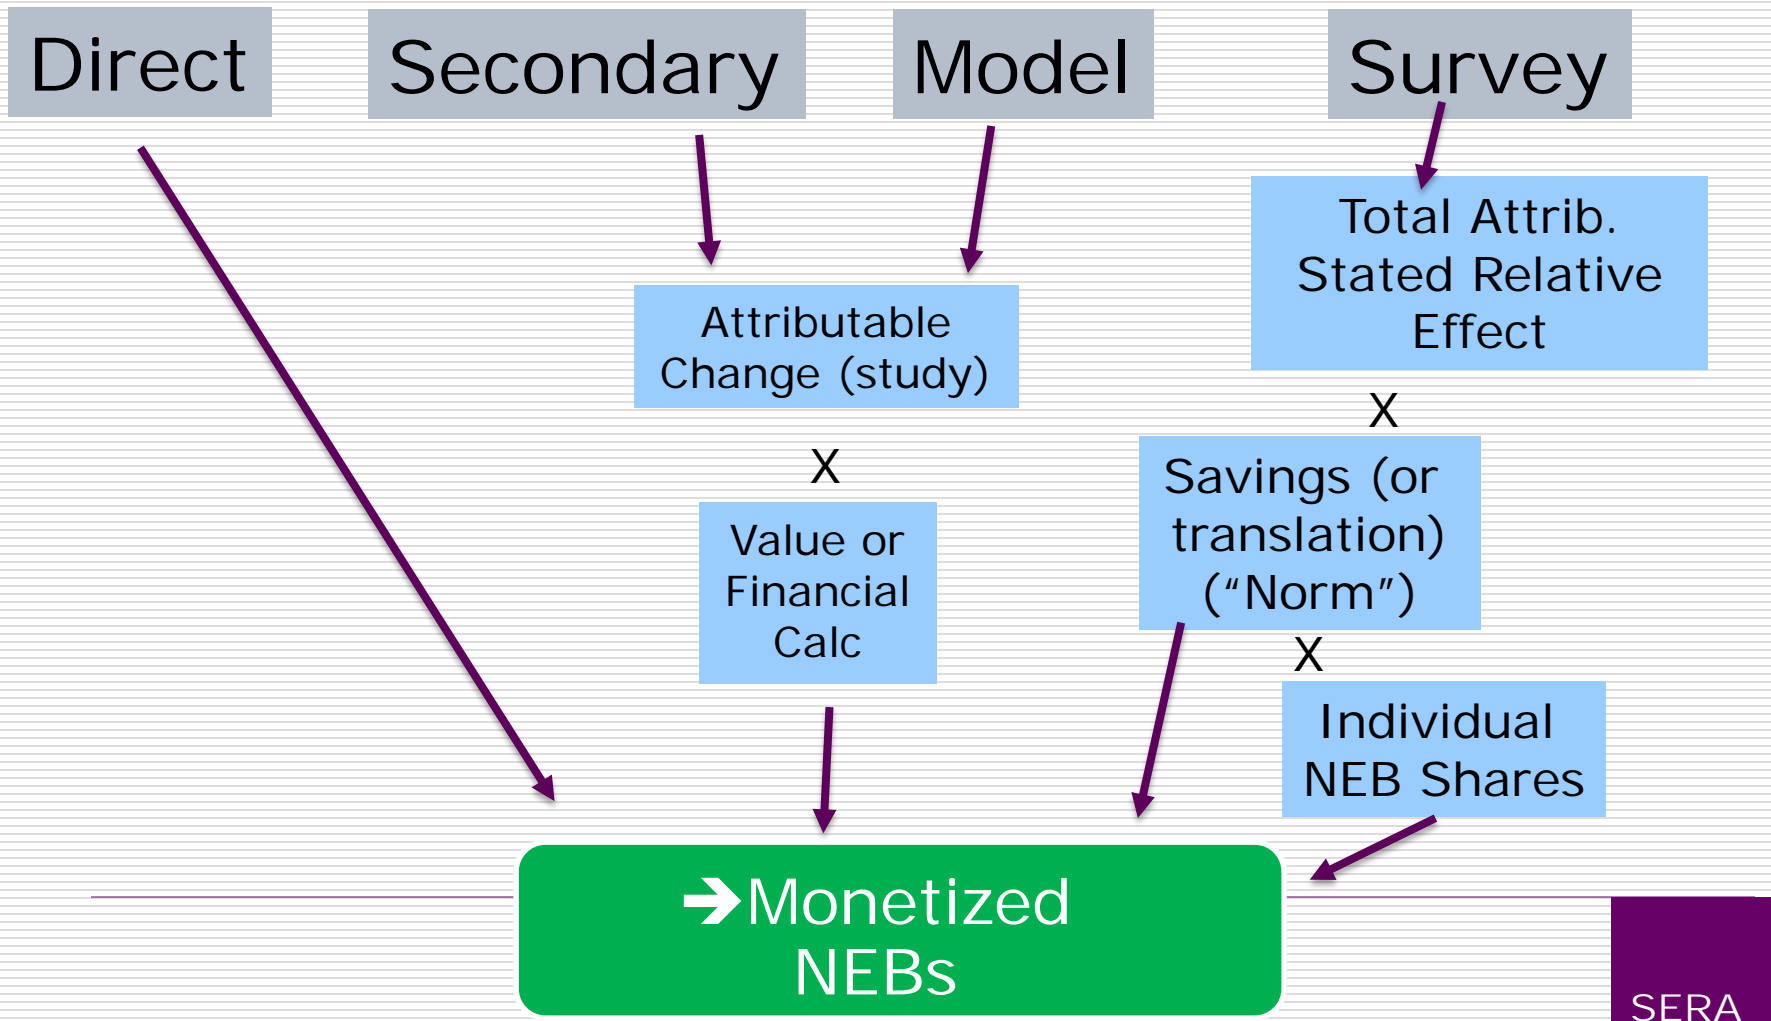 Direct
Secondary
Model
Survey
Total Attrib.
Stated Relative
Effect
X
Attributable
Change (study)
X
Value or
Financial
Calc
Savings (or
translation)
(“Norm”)
X
Individual
NEB Shares
➔Monetized
NEBs
SERA